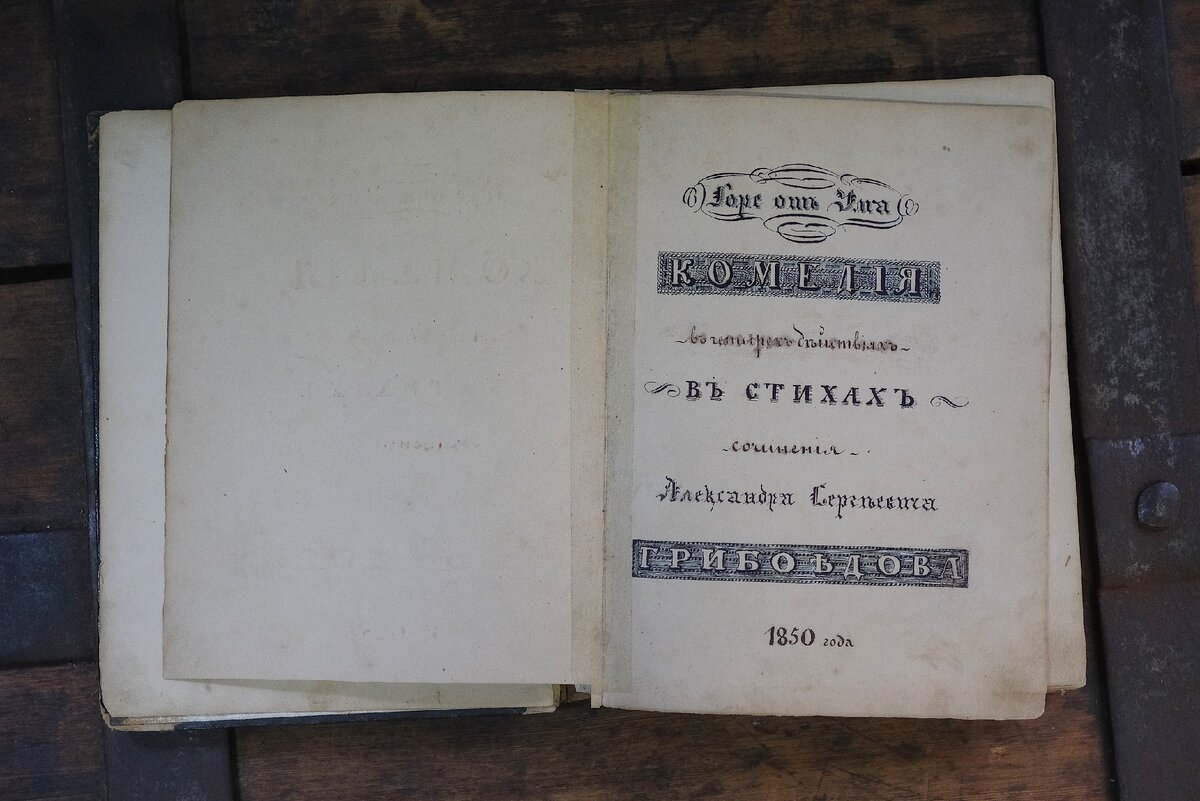 Горе отъ Ума
КОМЕДІЯ
въ четырехъ дѣйствіяхъ
ВЪ СТИХАХЪ
сочиненія
Александра Сергѣевича
ГРИБОѢДОВА
1850 года